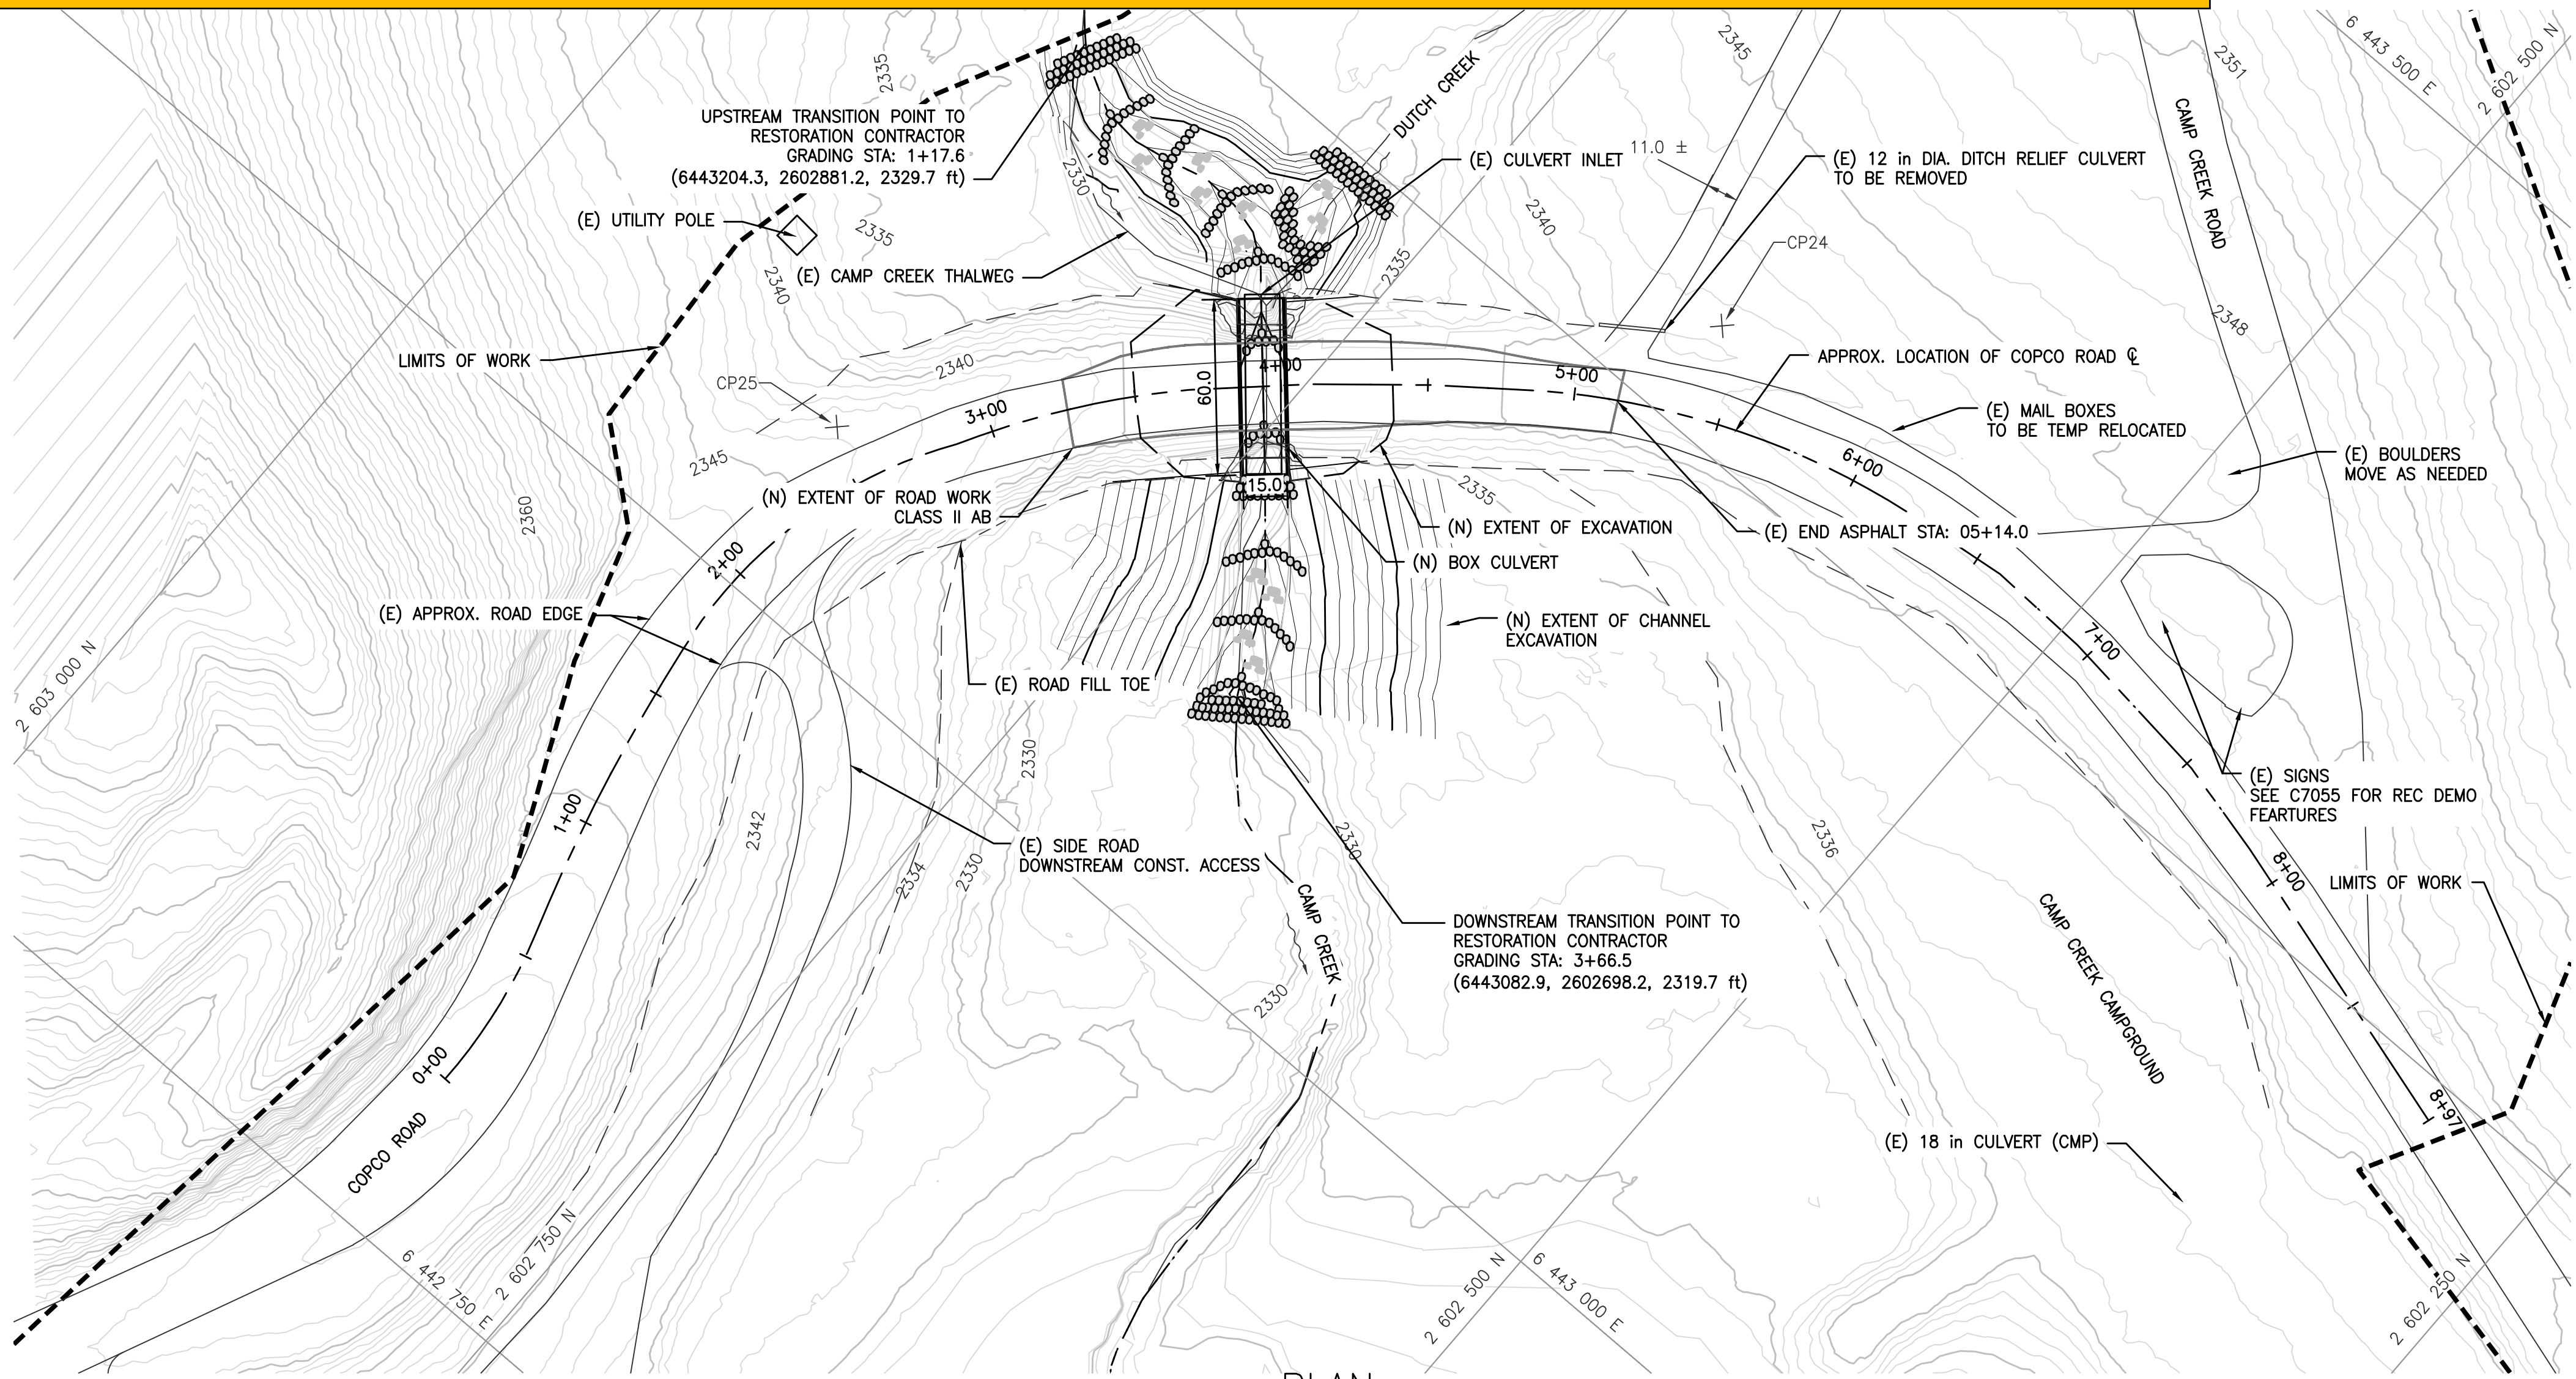 6 443 500 E
2 602 500 N
2351
2345
2335
DUTCH CREEK
CAMP CREEK ROAD
UPSTREAM TRANSITION POINT TO
RESTORATION CONTRACTOR
GRADING STA: 1+17.6
(6443204.3, 2602881.2, 2329.7 ft)
2330
(E) CULVERT INLET
11.0 ±
(E) 12 in DIA. DITCH RELIEF CULVERT
TO BE REMOVED
(E) UTILITY POLE
2335
2340
2340
(E) CAMP CREEK THALWEG
2335
CP24
2348
LIMITS OF WORK
2340
CP25
4+00
60.0
5+00
APPROX. LOCATION OF COPCO ROAD ℄
3+00
(E) MAIL BOXES
TO BE TEMP RELOCATED
2345
6+00
(E) BOULDERS
MOVE AS NEEDED
2360
(N) EXTENT OF ROAD WORK
CLASS II AB
15.0
2335
(N) EXTENT OF EXCAVATION
(E) END ASPHALT STA: 05+14.0
(N) BOX CULVERT
2+00
(E) APPROX. ROAD EDGE
(N) EXTENT OF CHANNEL
EXCAVATION
7+00
2 603 000 N
(E) ROAD FILL TOE
2330
(E) SIGNS
SEE C7055 FOR REC DEMO
FEARTURES
1+00
2342
(E) SIDE ROAD
DOWNSTREAM CONST. ACCESS
2334
2330
2330
2336
8+00
LIMITS OF WORK
CAMP CREEK
DOWNSTREAM TRANSITION POINT TO
RESTORATION CONTRACTOR
GRADING STA: 3+66.5
(6443082.9, 2602698.2, 2319.7 ft)
2330
CAMP CREEK CAMPGROUND
0+00
COPCO ROAD
8+97
(E) 18 in CULVERT (CMP)
6 442 750 E
2 602 750 N
2 602 500 N
6 443 000 E
2 602 250 N
PLAN